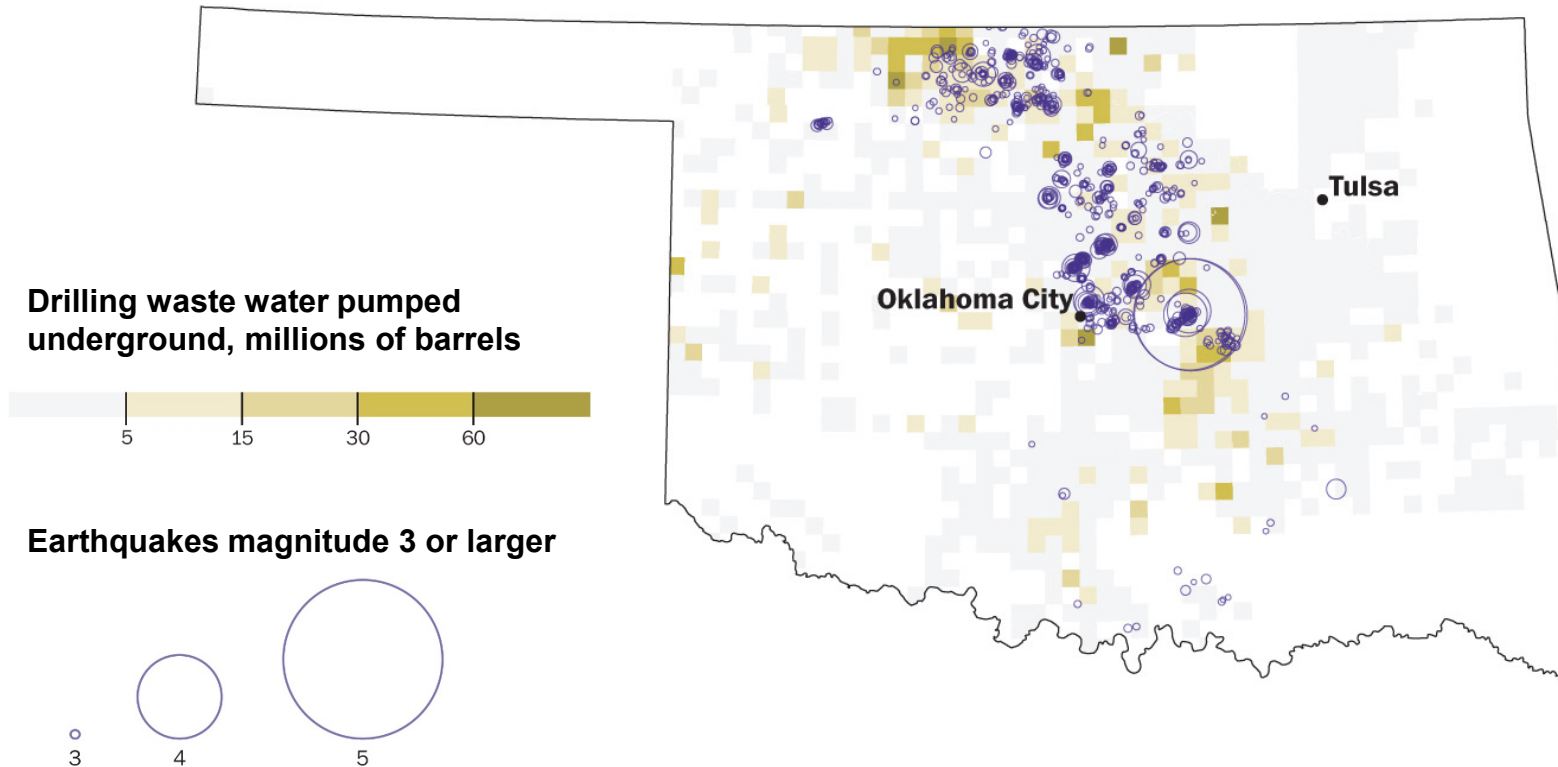 Tulsa
Oklahoma City
Drilling waste water pumped
underground, millions of barrels
5 15 30 60
Earthquakes magnitude 3 or larger
3 4 5